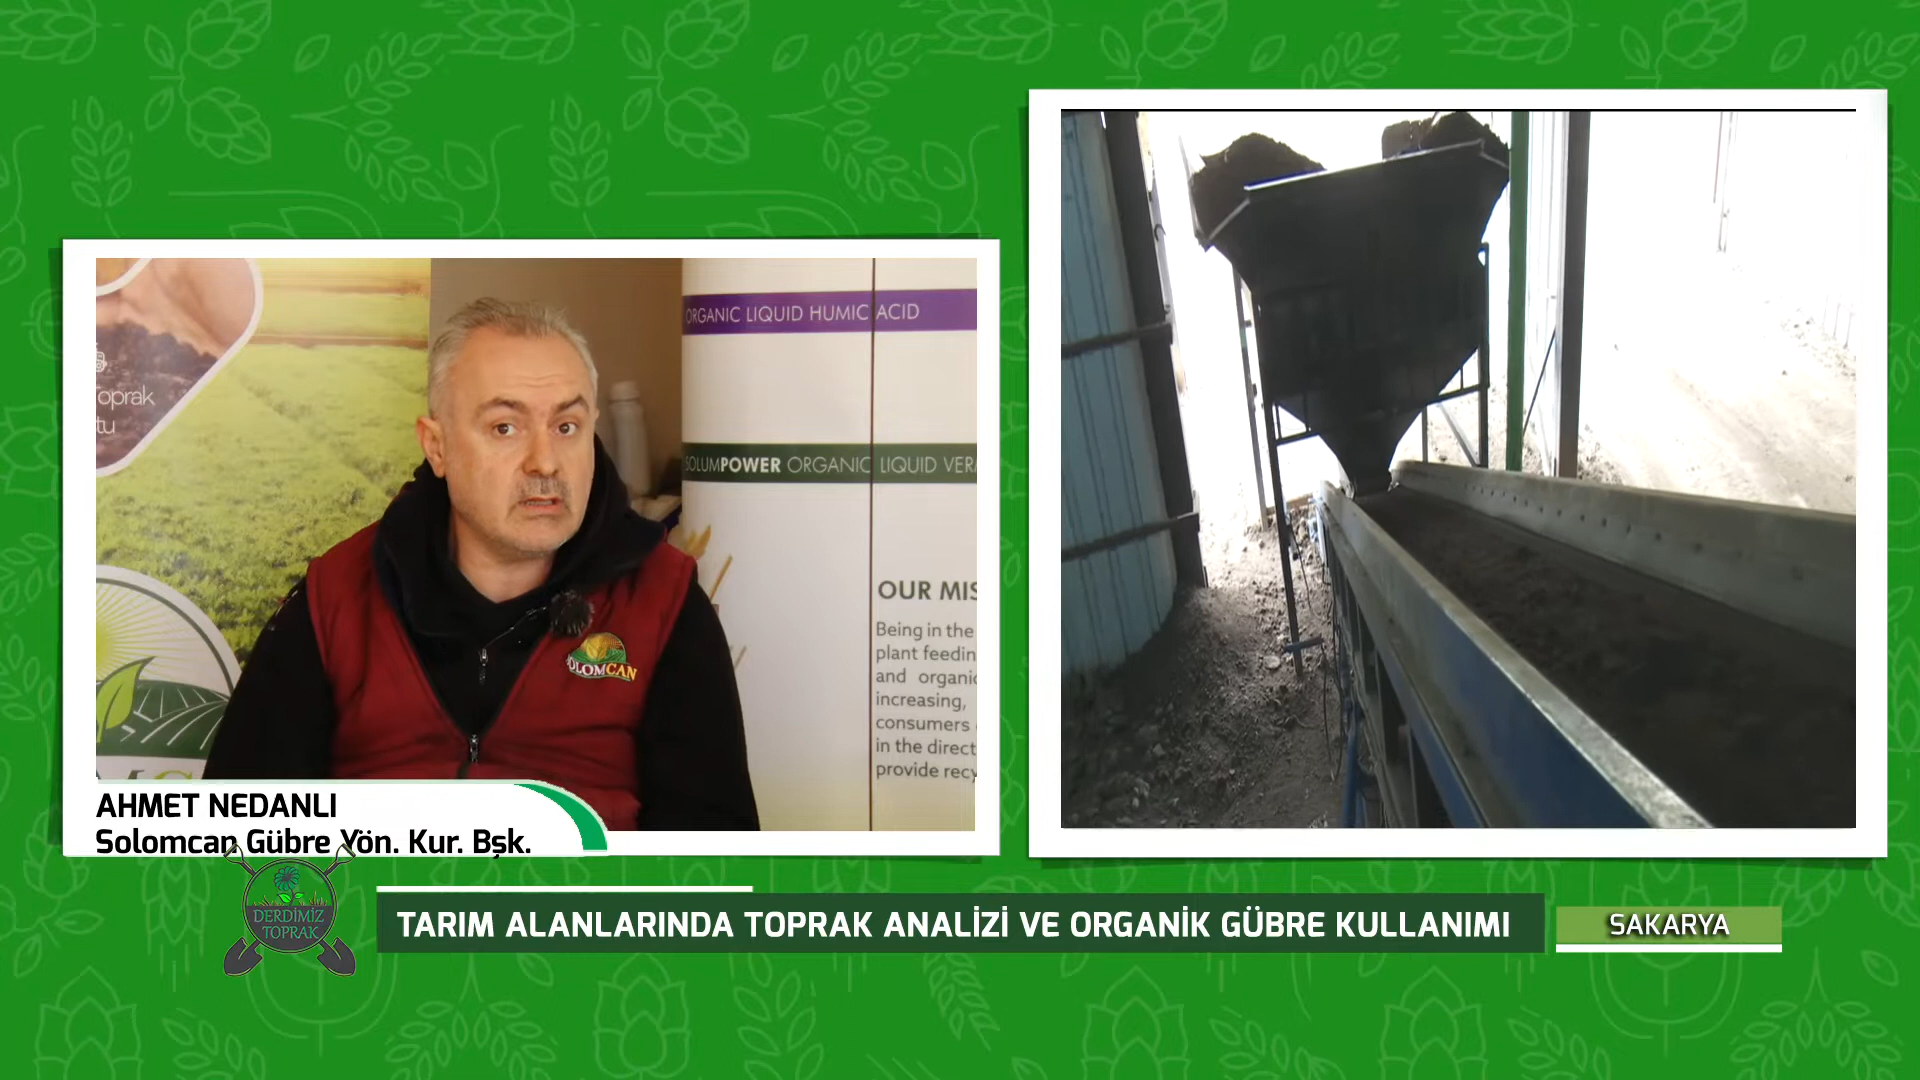 oprak
tu
ORGANIC LIQUID HUMIC ACID
SOLUMPOWER ORGANIC LIQUID VER
OUR MIS
Being in the
plant feedin
and organic
increasing,
consumers
in the direct
provide recy
SOLOMCAN
AHMET NEDANLI
Solomcan Gübre Yön. Kur. Bşk.
DERDİMİZ
TOPRAK
TARIM ALANLARINDA TOPRAK ANALİZİ VE ORGANİK GÜBRE KULLANIMI
SAKARYA